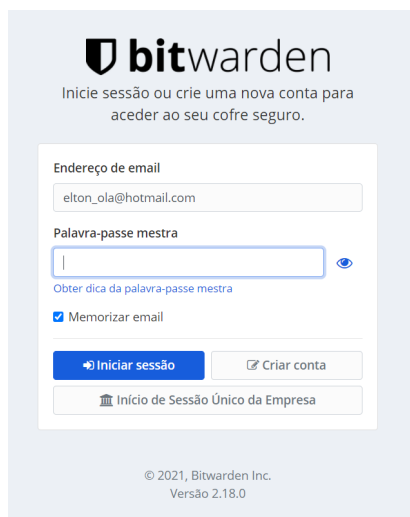 bitwarden
Inicie sessão ou crie uma nova conta para
aceder ao seu cofre seguro.
Endereço de email
elton_ola@hotmail.com
Palavra-passe mestra
Obter dica da palavra-passe mestra
Memorizar email
Iniciar sessão
Criar conta
Início de Sessão Único da Empresa
© 2021, Bitwarden Inc.
Versão 2.18.0